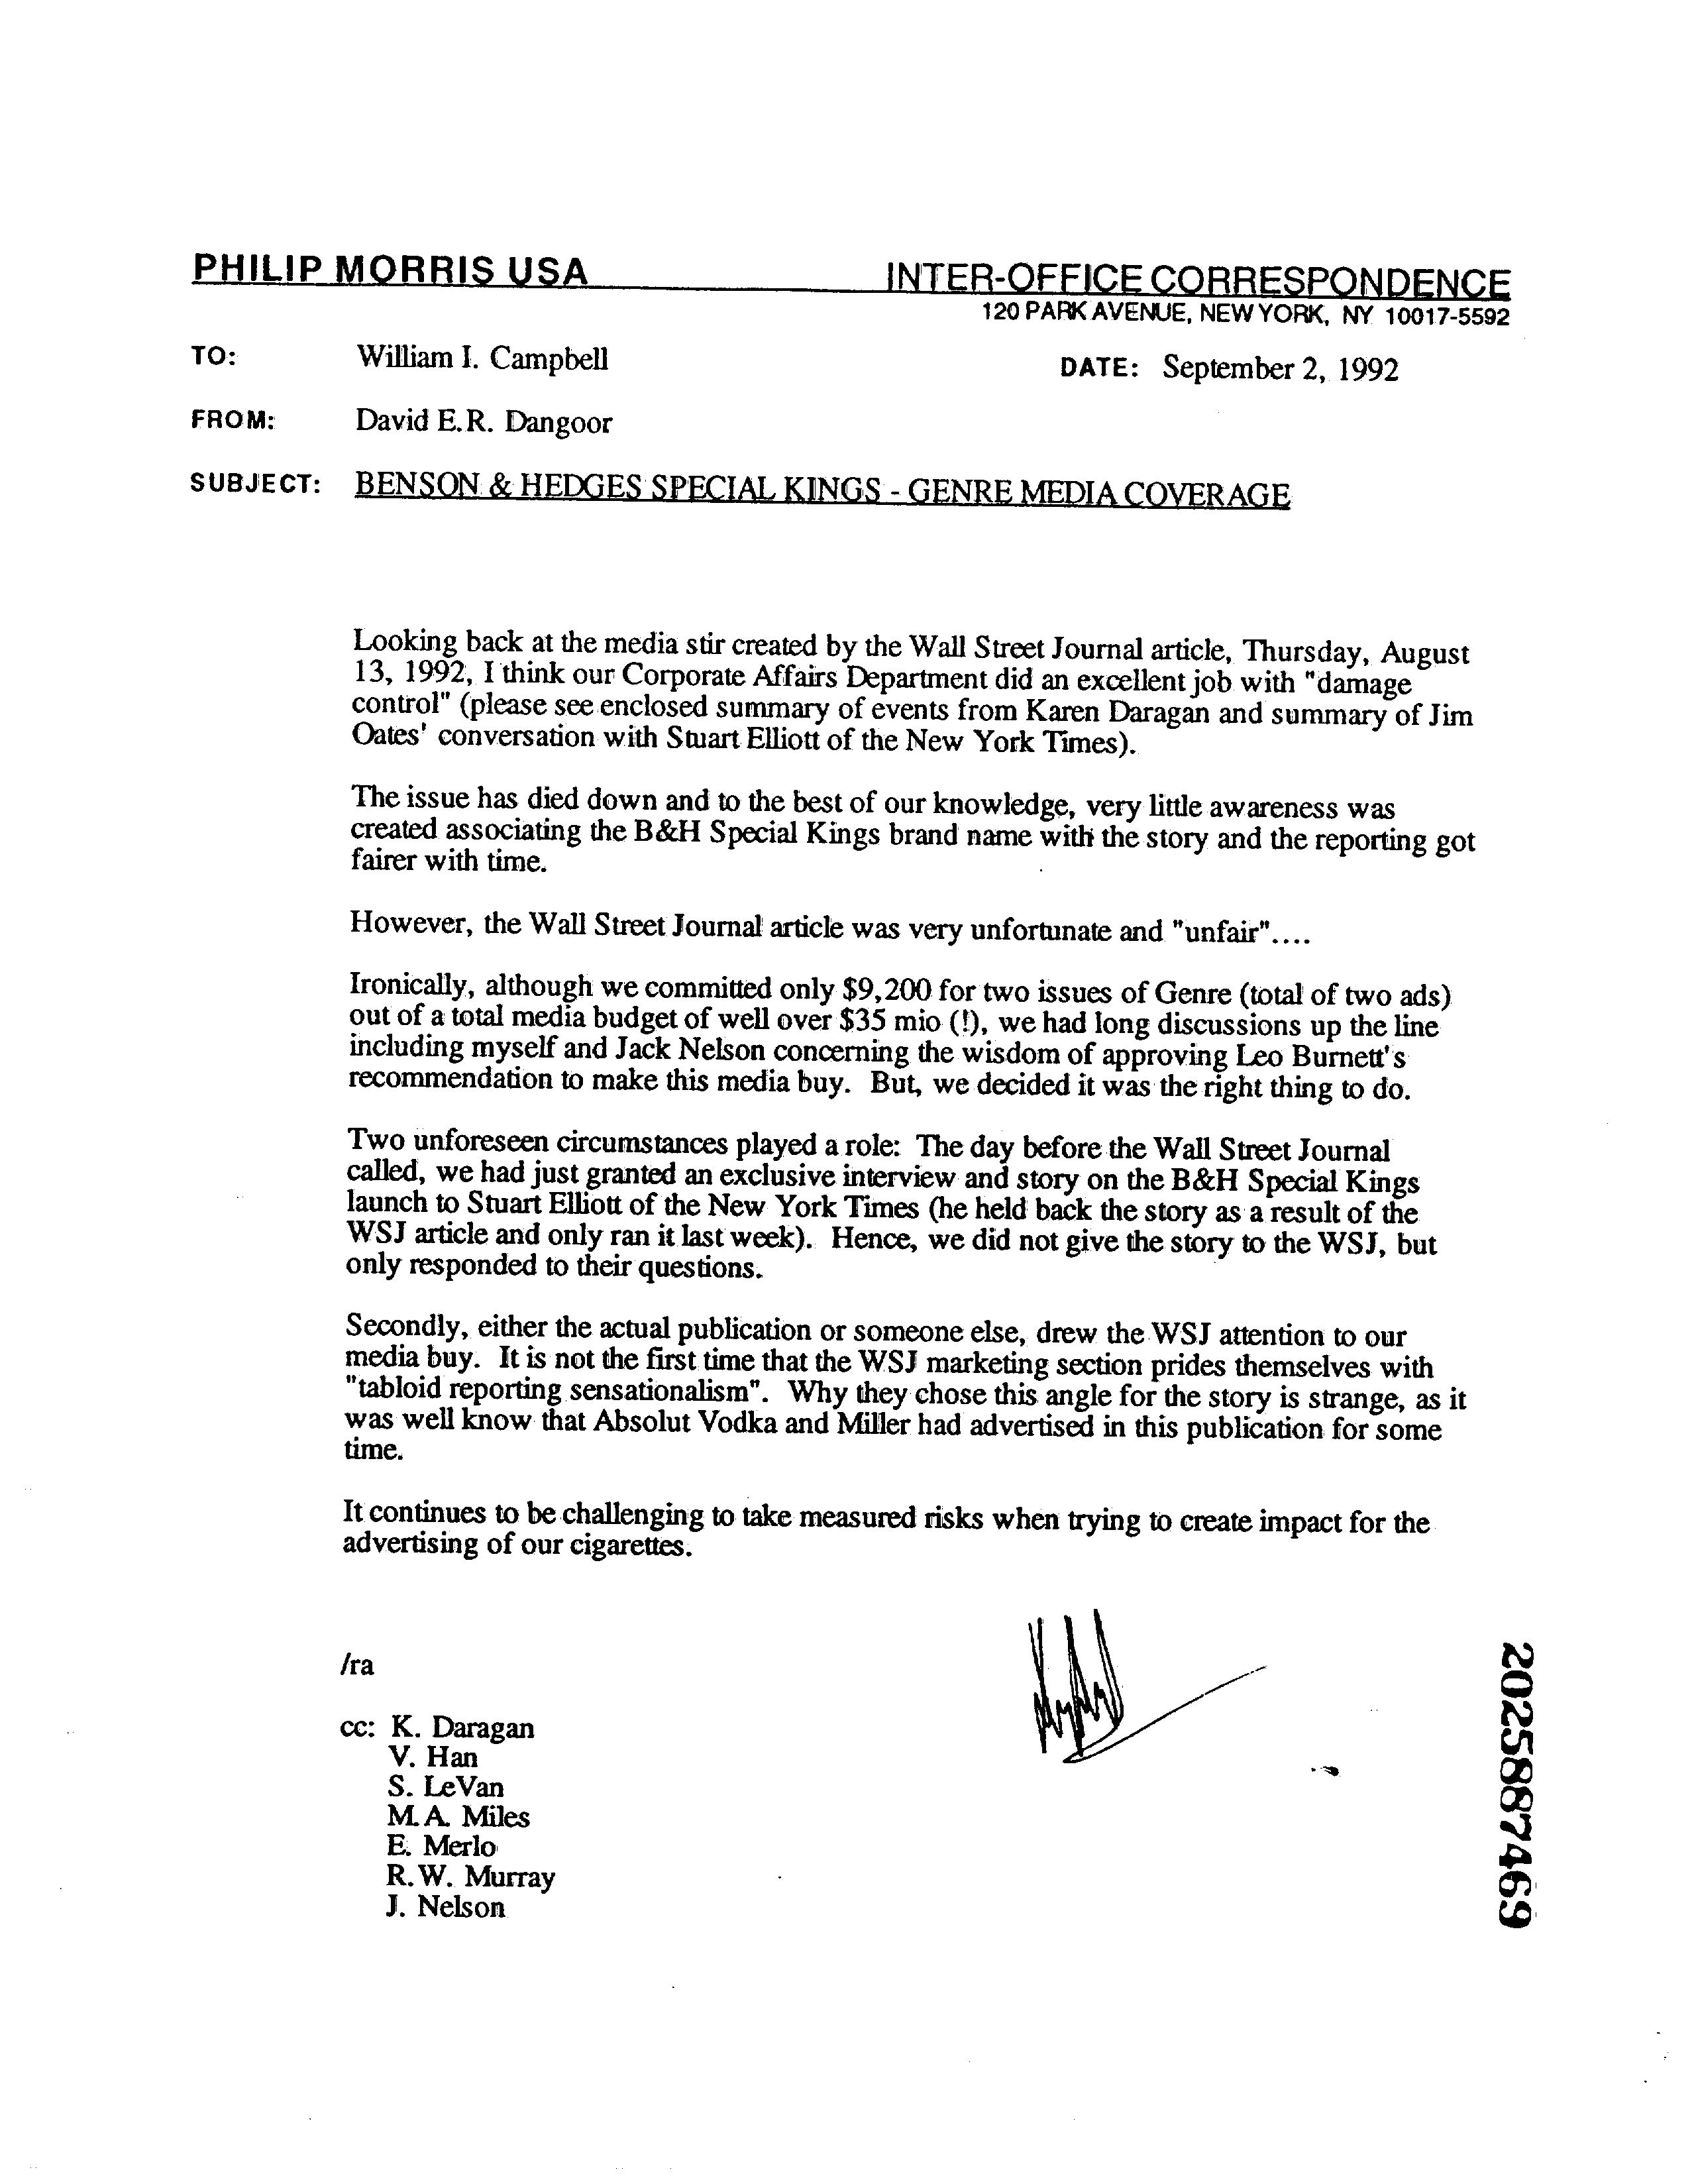 PHILIP MORRIS USA INTER-OFFICE CORRESPONDENCE
120 PARK AVENUE, NEW YORK, NY 10017-5592
TO: William I. Campbell DATE: September 2, 1992
FROM: David E.R. Dangoor
SUBJECT: BENSON & HEDGES SPECIAL KINGS - GENRE MEDIA COVERAGE
Looking back at the media stir created by the Wall Street Journal article, Thursday, August
13, 1992, I think our Corporate Affairs Department did an excellent job with "damage
control" (please see enclosed summary of events from Karen Daragan and summary of Jim
Oates' conversation with Stuart Elliott of the New York Times).
The issue has died down and to the best of our knowledge, very little awareness was
created associating the B&H Special Kings brand name with the story and the reporting got
fairer with time.
However, the Wall Street Journal article was very unfortunate and "unfair"....
Ironically, although we committed only $9,200 for two issues of Genre (total of two ads)
out of a total media budget of well over $35 mio (!), we had long discussions up the line
including myself and Jack Nelson concerning the wisdom of approving Leo Burnett's
recommendation to make this media buy. But, we decided it was the right thing to do.
Two unforeseen circumstances played a role: The day before the Wall Street Journal
called, we had just granted an exclusive interview and story on the B&H Special Kings
launch to Stuart Elliott of the New York Times (he held back the story as a result of the
WSJ article and only ran it last week). Hence, we did not give the story to the WSJ, but
only responded to their questions.
Secondly, either the actual publication or someone else, drew the WSJ attention to our
media buy. It is not the first time that the WSJ marketing section prides themselves with
"tabloid reporting sensationalism". Why they chose this angle for the story is strange, as it
was well know that Absolut Vodka and Miller had advertised in this publication for some
time.
It continues to be challenging to take measured risks when trying to create impact for the
advertising of our cigarettes.
/ra
cc: K. Daragan
V. Han
S. LeVan
M.A. Miles
E. Merlo
R.W. Murray
J. Nelson
2025887469